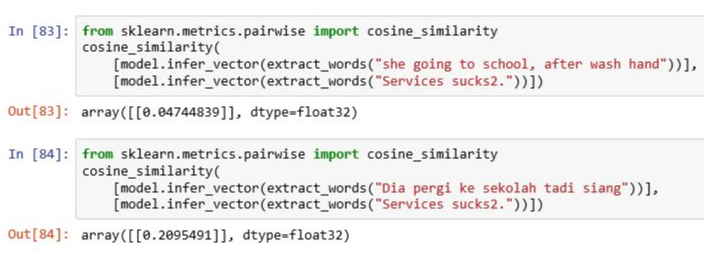 In [83]: from sklearn.metrics.pairwise import cosine_similarity
cosine_similarity(
[model.infer_vector(extract_words("she going to school, after wash hand"))],
[model.infer_vector(extract_words("Services sucks2."))])
Out[83]: array([[0.04744839]], dtype=float32)
In [84]: from sklearn.metrics.pairwise import cosine_similarity
cosine_similarity(
[model.infer_vector(extract_words("Dia pergi ke sekolah tadi siang"))],
[model.infer_vector(extract_words("Services sucks2."))])
Out[84]: array([[0.2095491]], dtype=float32)